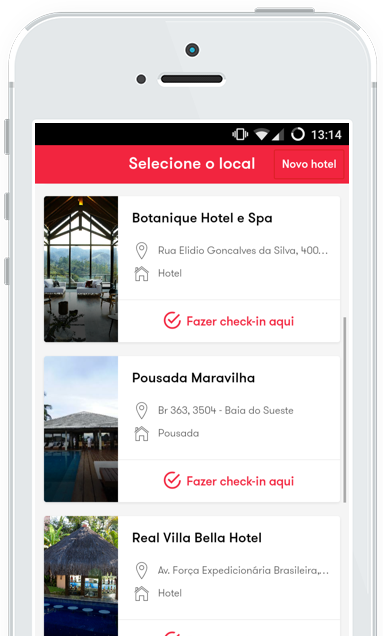 13:14
Selecione o local
Novo hotel
Botanique Hotel e Spa
Rua Elidio Goncalves da Silva, 400...
Hotel
Fazer check-in aqui
Pousada Maravilha
Br 363, 3504 - Baia do Sueste
Pousada
Fazer check-in aqui
Real Villa Bella Hotel
Av. Força Expedicionária Brasileira,...
Hotel